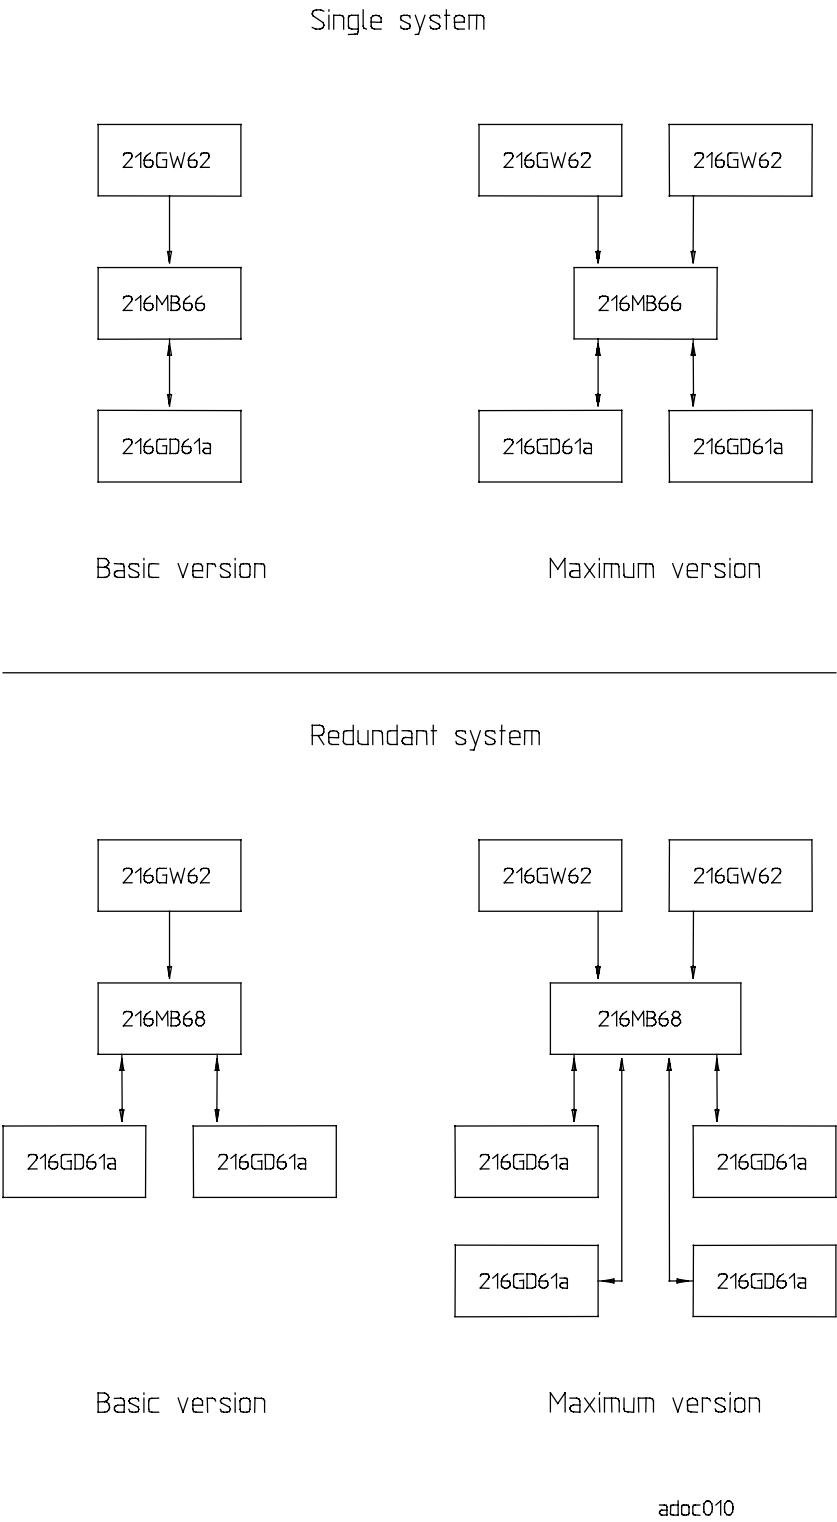 Single system
216GW62
216GW62
216GW62
216MB66
216MB66
216GD61a
216GD61a
216GD61a
Basic version
Maximum version
Redundant system
216GW62
216GW62
216GW62
216MB68
216MB68
216GD61a
216GD61a
216GD61a
216GD61a
216GD61a
216GD61a
Basic version
Maximum version
adoc010